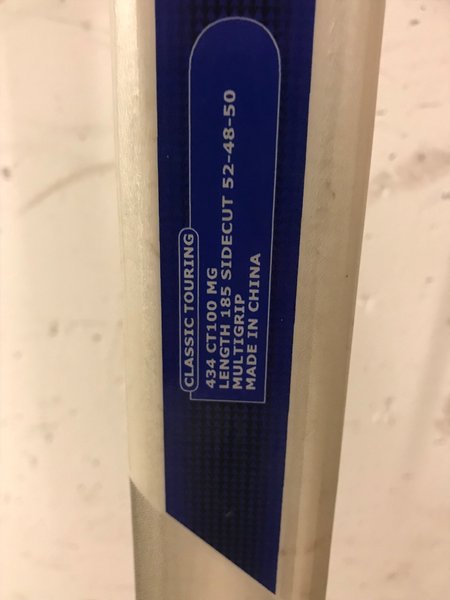 CLASSIC TOURING
434 CT100 MG
LENGTH 185 SIDECUT 52-48-50
MULTIGRIP
MADE IN CHINA